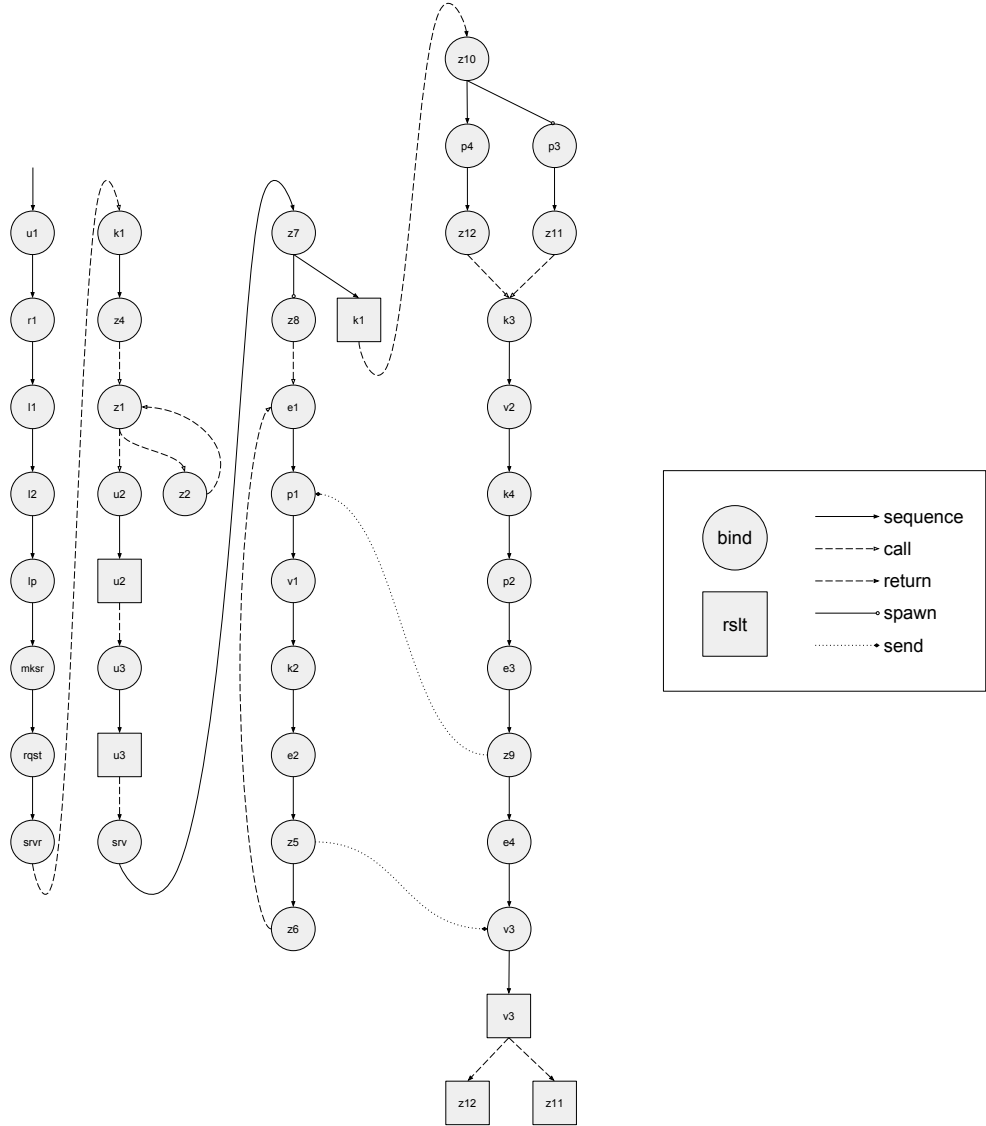 z10
p4
p3
u1
k1
z7
z12
z11
r1
z4
z8
k1
k3
l1
z1
e1
v2
l2
u2
z2
p1
k4
bind
sequence
call
lp
u2
v1
p2
return
rslt
spawn
send
mksr
u3
k2
e3
rqst
u3
e2
z9
srvr
srv
z5
e4
z6
v3
v3
z12
z11